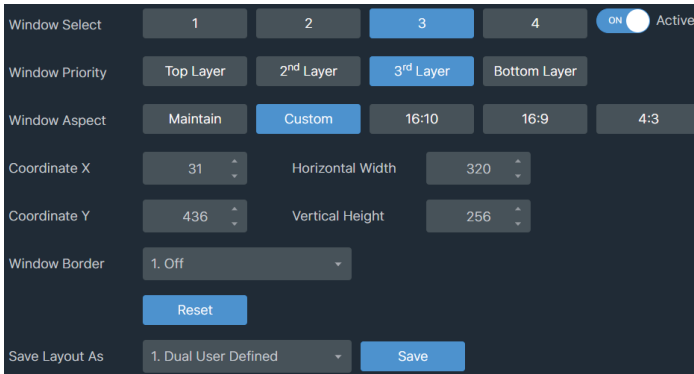 Window Select 1 2 3 4 ON Active
Window Priority Top Layer 2nd Layer 3rd Layer Bottom Layer
Window Aspect Maintain Custom 16:10 16:9 4:3
Coordinate X 31 Horizontal Width 320
Coordinate Y 436 Vertical Height 256
Window Border 1. Off
Reset
Save Layout As 1. Dual User Defined Save